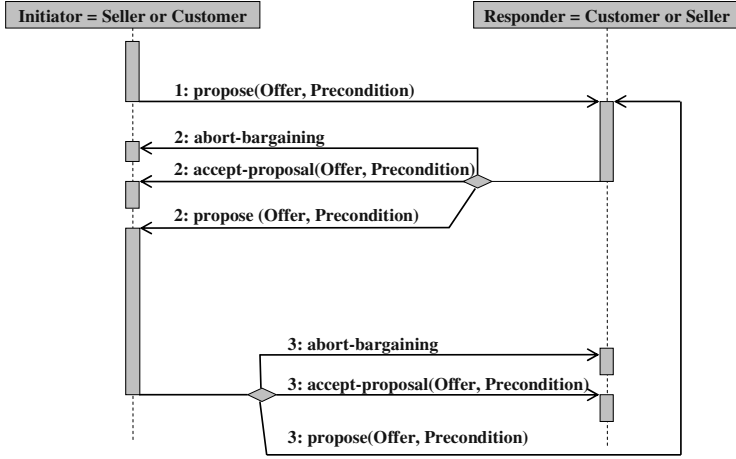 Initiator = Seller or Customer
Responder = Customer or Seller
1: propose(Offer, Precondition)
2: abort-bargaining
2: accept-proposal(Offer, Precondition)
2: propose (Offer, Precondition)
3: abort-bargaining
3: accept-proposal(Offer, Precondition)
3: propose(Offer, Precondition)